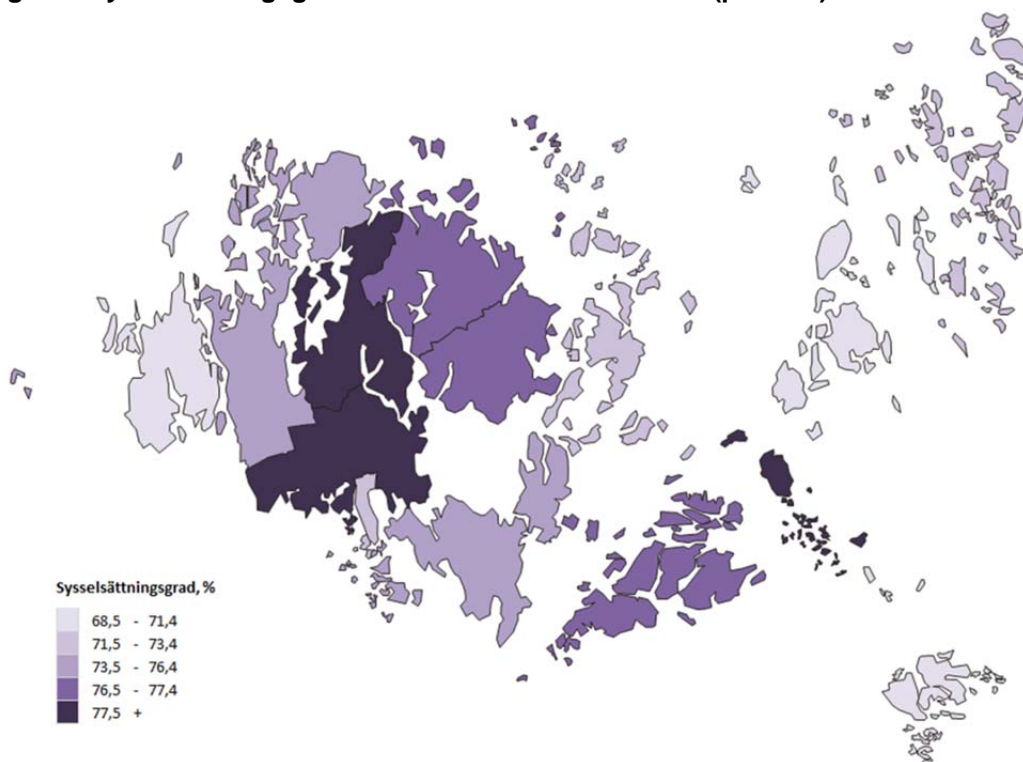 Sysselsättningsgrad, %
68,5 - 71,4
71,5 - 73,4
73,5 - 76,4
76,5 - 77,4
77,5 +